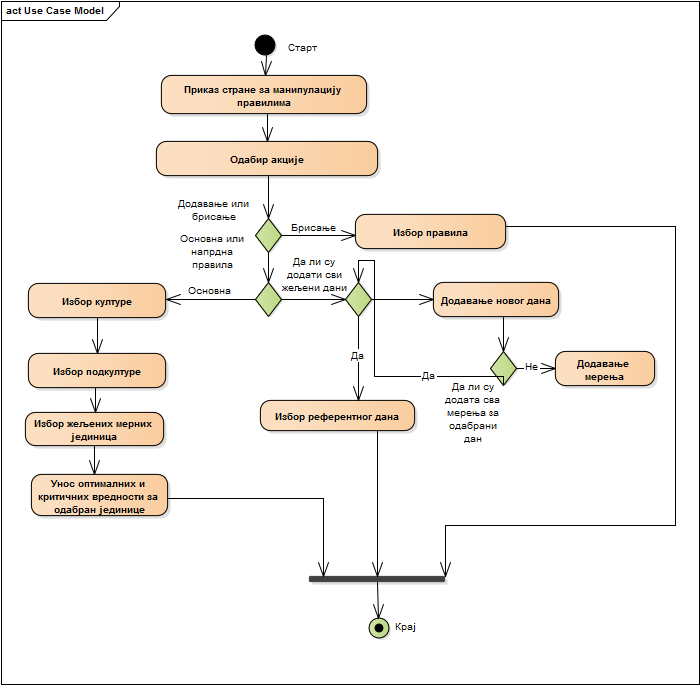 act Use Case Model
Старт
Приказ стране за манипулацију
правилима
Одабир акције
Додавање или
брисање
Брисање
Избор правила
Основна или
напрдна
правила
Да ли су
додати сви
жељени дани
Основна
Избор културе
Додавање новог дана
Избор подкултуре
Да
Да
Не
Додавање
мерења
Да ли су
додата сва
мерења за
одабрани
дан
Избор жељених мерних
јединица
Избор референтног дана
Унос оптималних и
критичних вредности за
одабран јединице
Крај